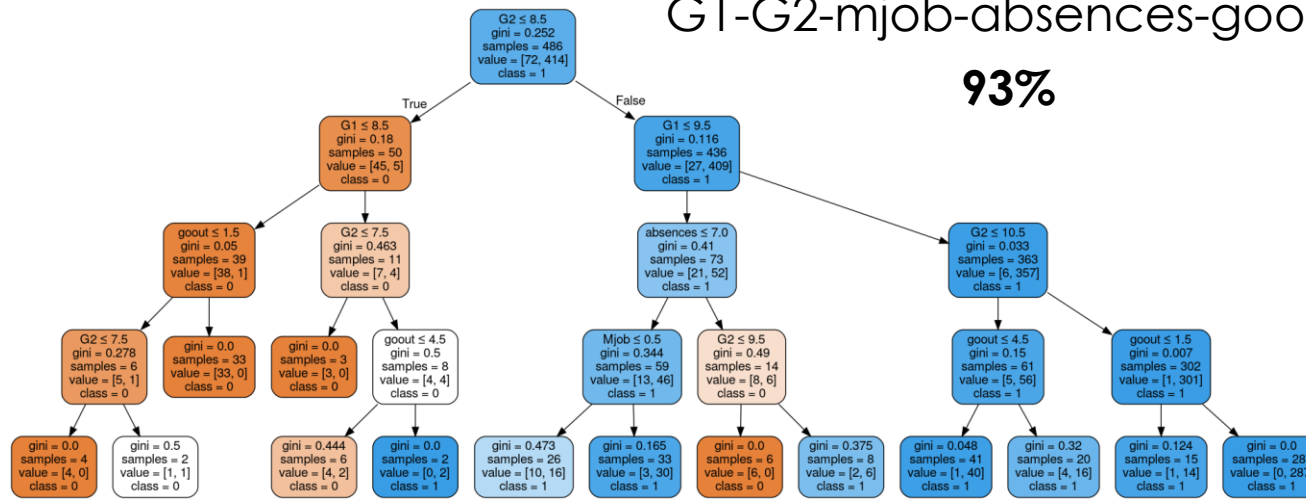 G1-G2-mjob-absences-goo
93%
G2 ≤ 8.5
gini = 0.252
samples = 486
value = [72, 414]
class = 1
True
False
G1 ≤ 8.5
gini = 0.18
samples = 50
value = [45, 5]
class = 0
G1 ≤ 9.5
gini = 0.116
samples = 436
value = [27, 409]
class = 1
goout ≤ 1.5
gini = 0.05
samples = 39
value = [38, 1]
class = 0
G2 ≤ 7.5
gini = 0.463
samples = 11
value = [7, 4]
class = 0
absences ≤ 7.0
gini = 0.41
samples = 73
value = [21, 52]
class = 1
G2 ≤ 10.5
gini = 0.033
samples = 363
value = [6, 357]
class = 1
G2 ≤ 7.5
gini = 0.278
samples = 6
value = [5, 1]
class = 0
gini = 0.0
samples = 33
value = [33, 0]
class = 0
gini = 0.0
samples = 3
value = [3, 0]
class = 0
goout ≤ 4.5
gini = 0.5
samples = 8
value = [4, 4]
class = 0
Mjob ≤ 0.5
gini = 0.344
samples = 59
value = [13, 46]
class = 1
G2 ≤ 9.5
gini = 0.49
samples = 14
value = [8, 6]
class = 0
goout ≤ 4.5
gini = 0.15
samples = 61
value = [5, 56]
class = 1
goout ≤ 1.5
gini = 0.007
samples = 302
value = [1, 301]
class = 1
gini = 0.0
samples = 4
value = [4, 0]
class = 0
gini = 0.5
samples = 2
value = [1, 1]
class = 0
gini = 0.444
samples = 6
value = [4, 2]
class = 0
gini = 0.0
samples = 2
value = [0, 2]
class = 1
gini = 0.473
samples = 26
value = [10, 16]
class = 1
gini = 0.165
samples = 33
value = [3, 30]
class = 1
gini = 0.0
samples = 6
value = [6, 0]
class = 0
gini = 0.375
samples = 8
value = [2, 6]
class = 1
gini = 0.048
samples = 41
value = [1, 40]
class = 1
gini = 0.32
samples = 20
value = [4, 16]
class = 1
gini = 0.124
samples = 15
value = [1, 14]
class = 1
gini = 0.0
samples = 28
value = [0, 28
class = 1